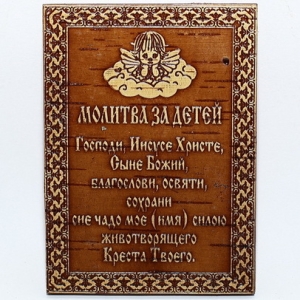 Молитва за детей
Господи, Иисусе Христе,
Сыне Божий,
благослови, освяти,
сохрани
сие чадо мое (имя) силою
животворящего
Креста Твоего.